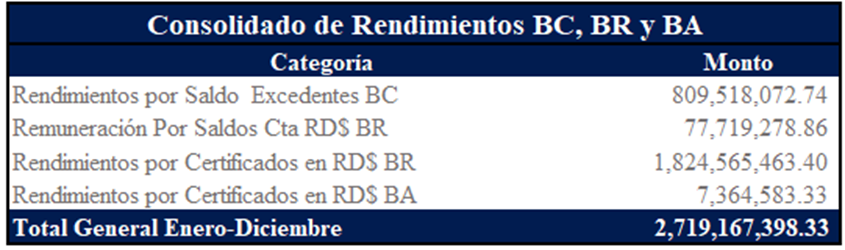 Consolidado de Rendimientos BC, BR y BA
Categoría Monto
Rendimientos por Saldo Excedentes BC 809,518,072.74
Remuneración Por Saldos Cta RD$ BR 77,719,278.86
Rendimientos por Certificados en RD$ BR 1,824,565,463.40
Rendimientos por Certificados en RD$ BA 7,364,583.33
Total General Enero-Diciembre 2,719,167,398.33